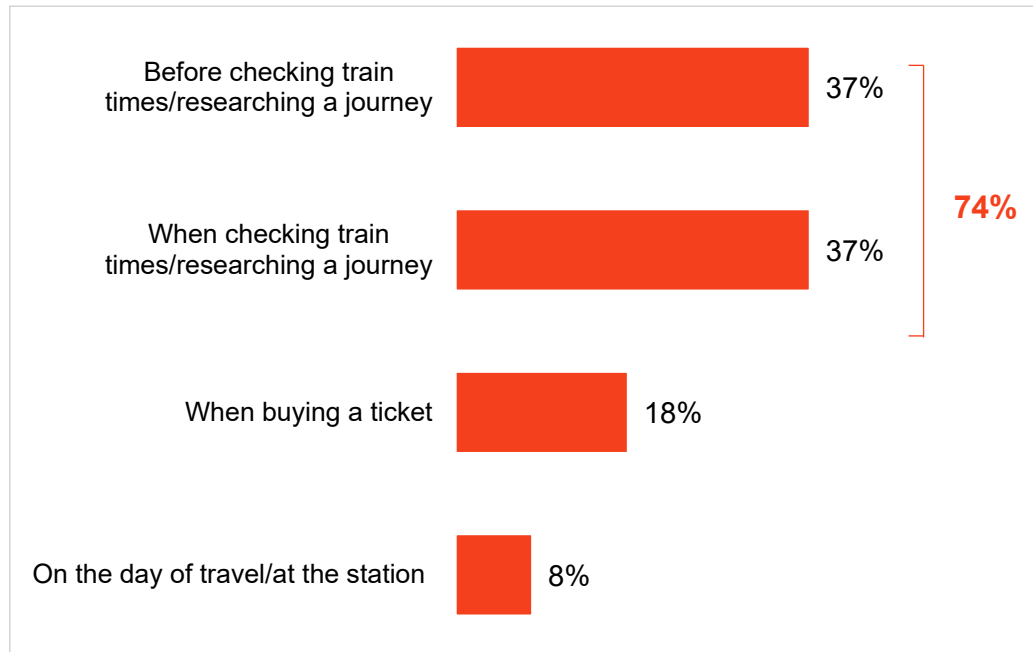 Before checking train
times/researching a journey
37%
When checking train
times/researching a journey
37%
74%
When buying a ticket
18%
On the day of travel/at the station
8%